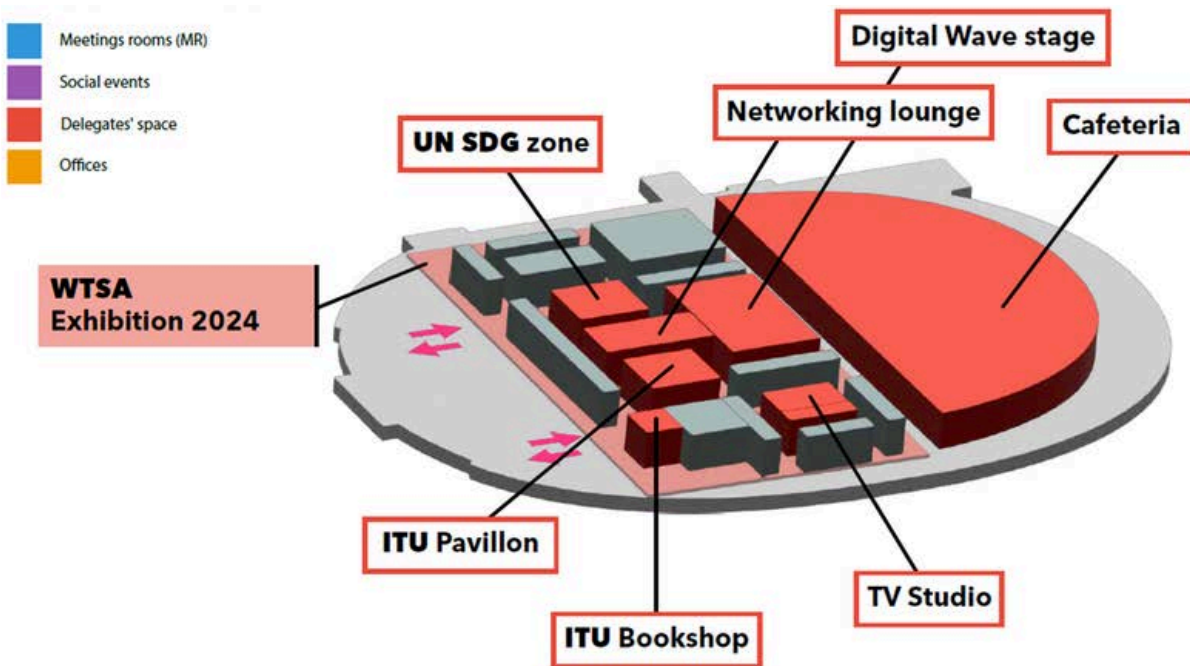 Meetings rooms (MR)
Social events
Delegates' space
Offices
Digital Wave stage
Networking lounge
UN SDG zone
Cafeteria
WTSA
Exhibition 2024
ITU Pavillon
TV Studio
ITU Bookshop